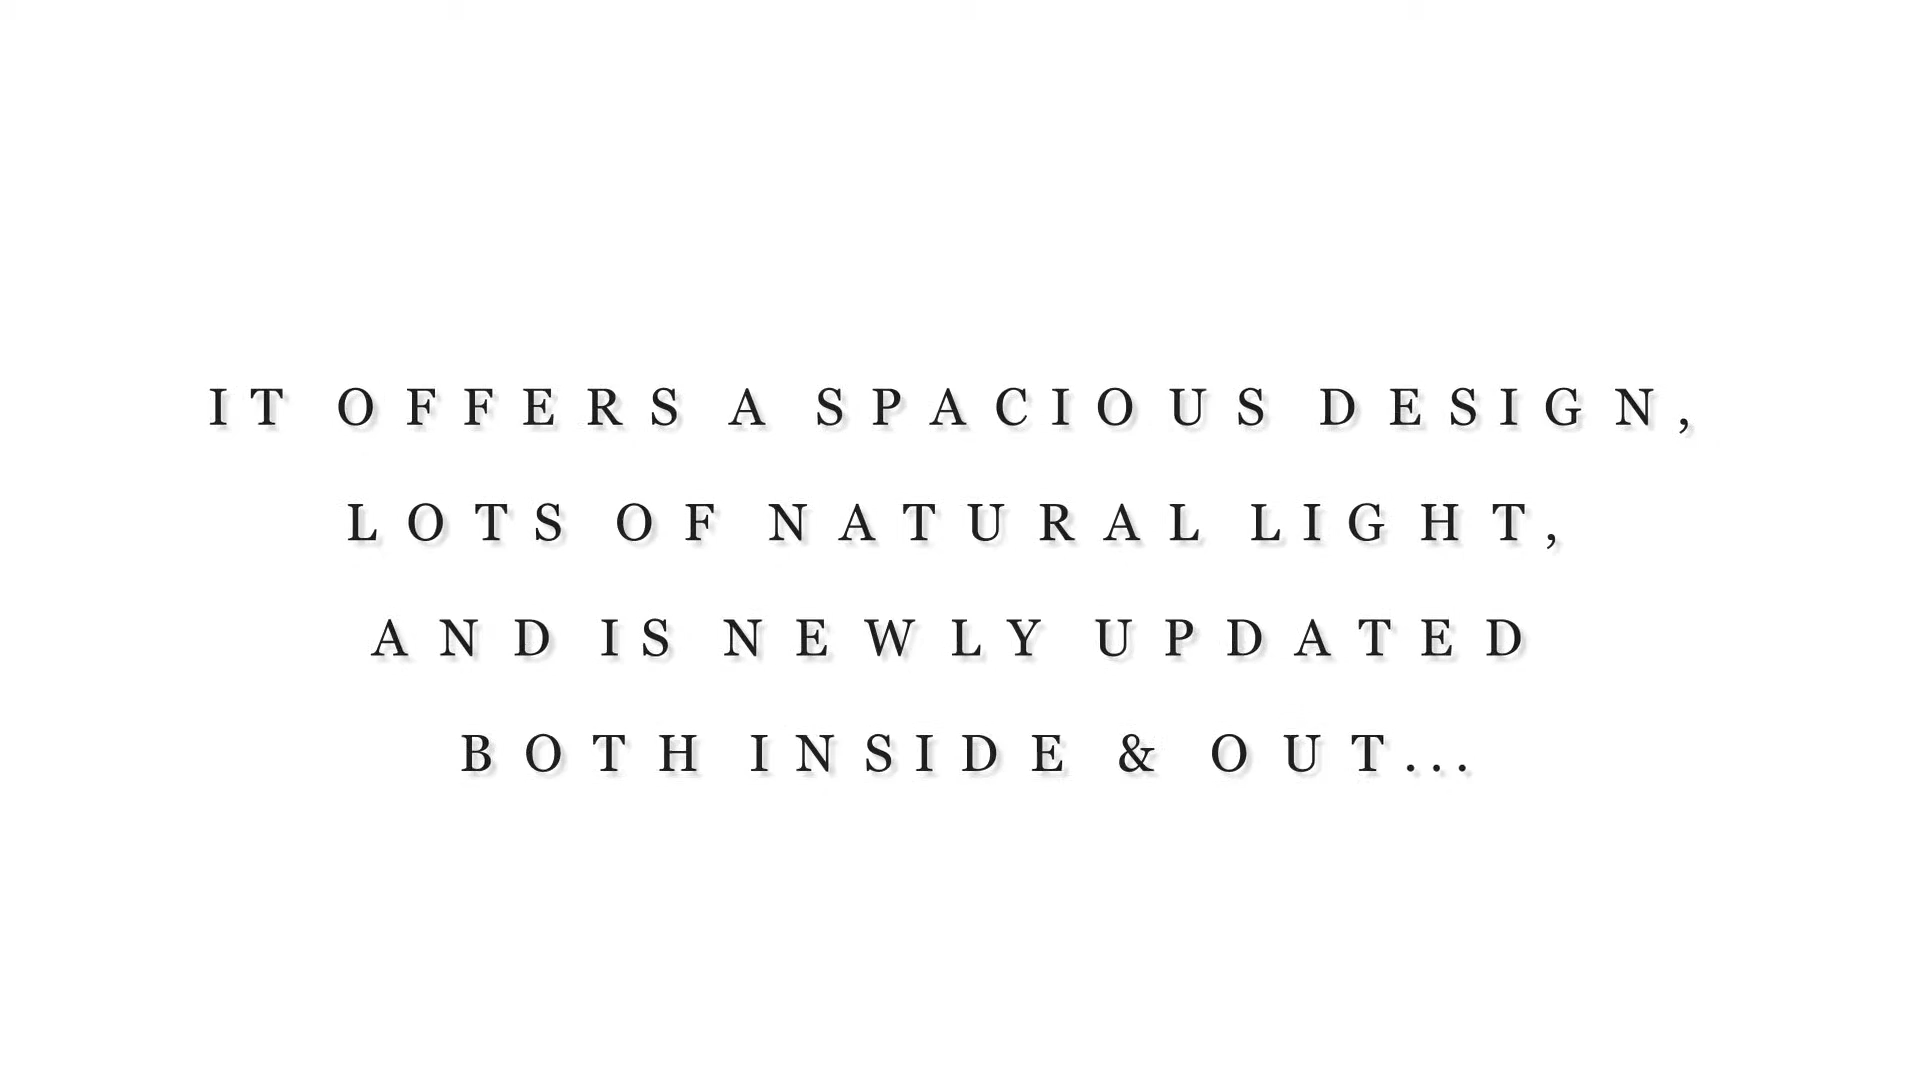 IT OFFERS A SPACIOUS DESIGN,
LOTS OF NATURAL LIGHT,
AND IS NEWLY UPDATED
BOTH INSIDE & OUT...